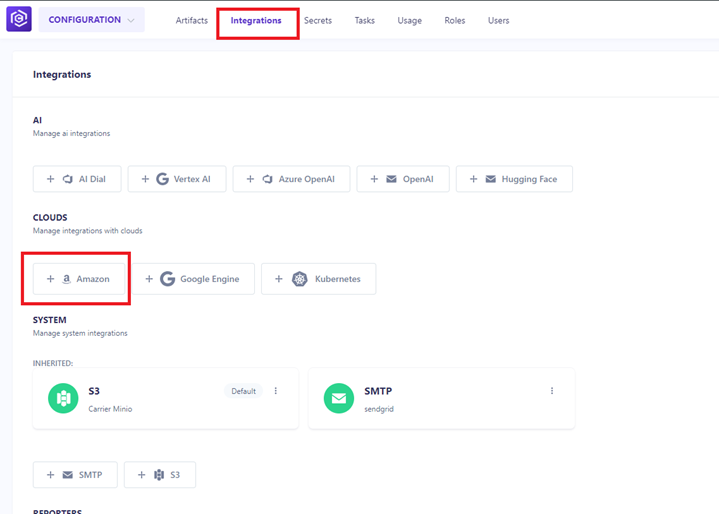 CONFIGURATION Artifacts Integrations Secrets Tasks Usage Roles Users
Integrations
AI
Manage ai integrations
+ AI Dial + Vertex AI + Azure OpenAI + OpenAI + Hugging Face
CLOUDS
Manage integrations with clouds
+ Amazon + Google Engine + Kubernetes
SYSTEM
Manage system integrations
INHERITED:
S3 Default SMTP
Carrier Minio sendgrid
+ SMTP + S3
REPORTERS